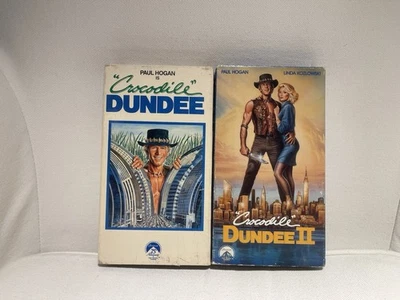 PAUL HOGAN
IS
"Crocodile"
DUNDEE
PAUL HOGAN
LINDA KOZLOWSKI
"Crocodile"
DUNDEE II